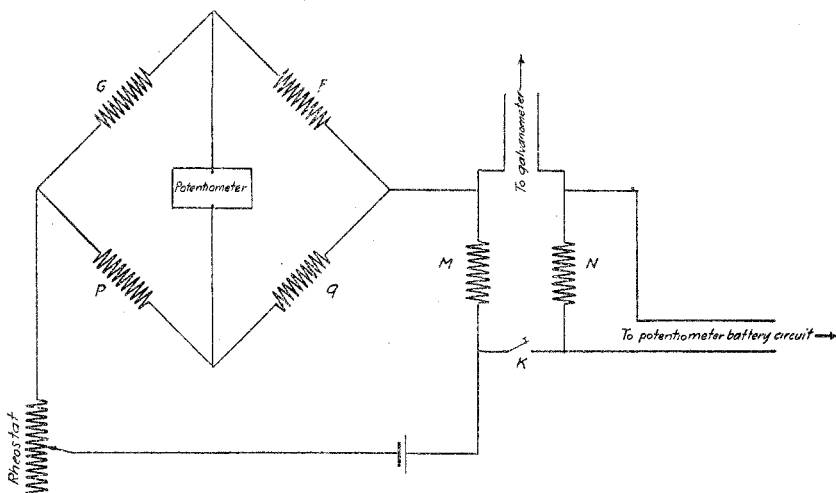 G
F
To galvanometer
Potentiometer
M
N
P
q
K
To potentiometer battery circuit
Rheostat